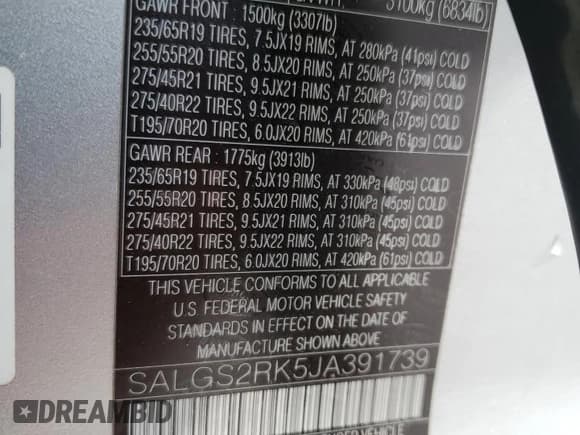 3100kg (6834lb)
GAWR FRONT : 1500kg (3307lb)
235/65R19 TIRES, 7.5JX19 RIMS, AT 280kPa (41psi) COLD
255/55R20 TIRES, 8.5JX20 RIMS, AT 250kPa (37psi) COLD
275/45R21 TIRES, 9.5JX21 RIMS, AT 250kPa (37psi) COLD
275/40R22 TIRES, 9.5JX22 RIMS, AT 250kPa (37psi) COLD
T195/70R20 TIRES, 6.0JX20 RIMS, AT 420kPa (61psi) COLD
GAWR REAR : 1775kg (3913lb)
235/65R19 TIRES, 7.5JX19 RIMS, AT 330kPa (48psi) COLD
255/55R20 TIRES, 8.5JX20 RIMS, AT 310kPa (45psi) COLD
275/45R21 TIRES, 9.5JX21 RIMS, AT 310kPa (45psi) COLD
275/40R22 TIRES, 9.5JX22 RIMS, AT 310kPa (45psi) COLD
T195/70R20 TIRES, 6.0JX20 RIMS, AT 420kPa (61psi) COLD
THIS VEHICLE CONFORMS TO ALL APPLICABLE
U.S. FEDERAL MOTOR VEHICLE SAFETY
STANDARDS IN EFFECT ON THE DATE OF
MANUFACTURE SHOWN ABOVE
SALGS2RK5JA391739
DREAMBID